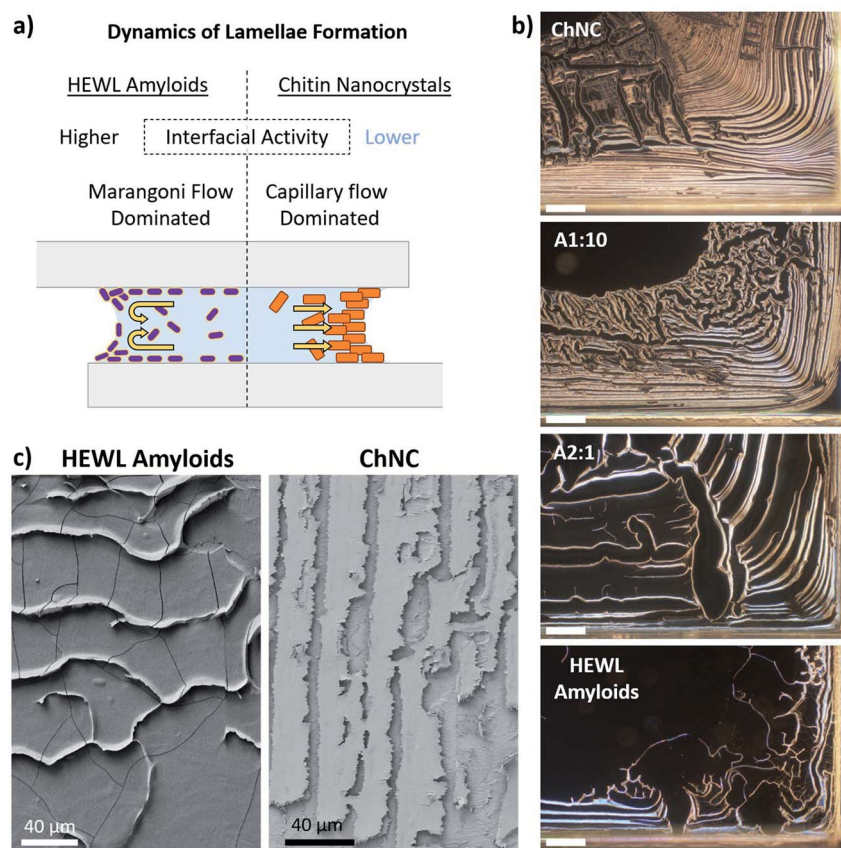 a)
Dynamics of Lamellae Formation
HEWL Amyloids
Chitin Nanocrystals
Higher
Interfacial Activity
Lower
Marangoni Flow
Dominated
Capillary flow
Dominated
b)
ChNC
A1:10
A2:1
HEWL
Amyloids
c)
HEWL Amyloids
ChNC
40 µm
40 µm